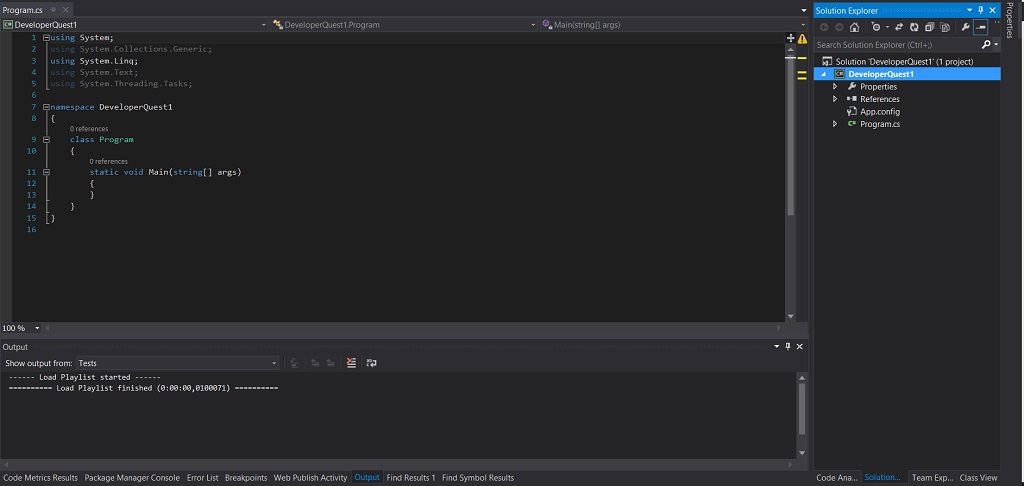 Program.cs
DeveloperQuest1
DeveloperQuest1.Program
Main(string[] args)
1 using System;
2 using System.Collections.Generic;
3 using System.Linq;
4 using System.Text;
5 using System.Threading.Tasks;
6
7 namespace DeveloperQuest1
8 {
0 references
9 class Program
10 {
0 references
11 static void Main(string[] args)
12 {
13 }
14 }
15 }
16
100 %
Output
Show output from: Tests
------ Load Playlist started ------
========== Load Playlist finished (0:00:00,0100071) ==========
Code Metrics Results Package Manager Console Error List Breakpoints Web Publish Activity Output Find Results 1 Find Symbol Results
Solution Explorer
Search Solution Explorer (Ctrl+;)
Solution 'DeveloperQuest1' (1 project)
DeveloperQuest1
Properties
References
App.config
Program.cs
Code Ana... Solution... Team Exp... Class View
Properties